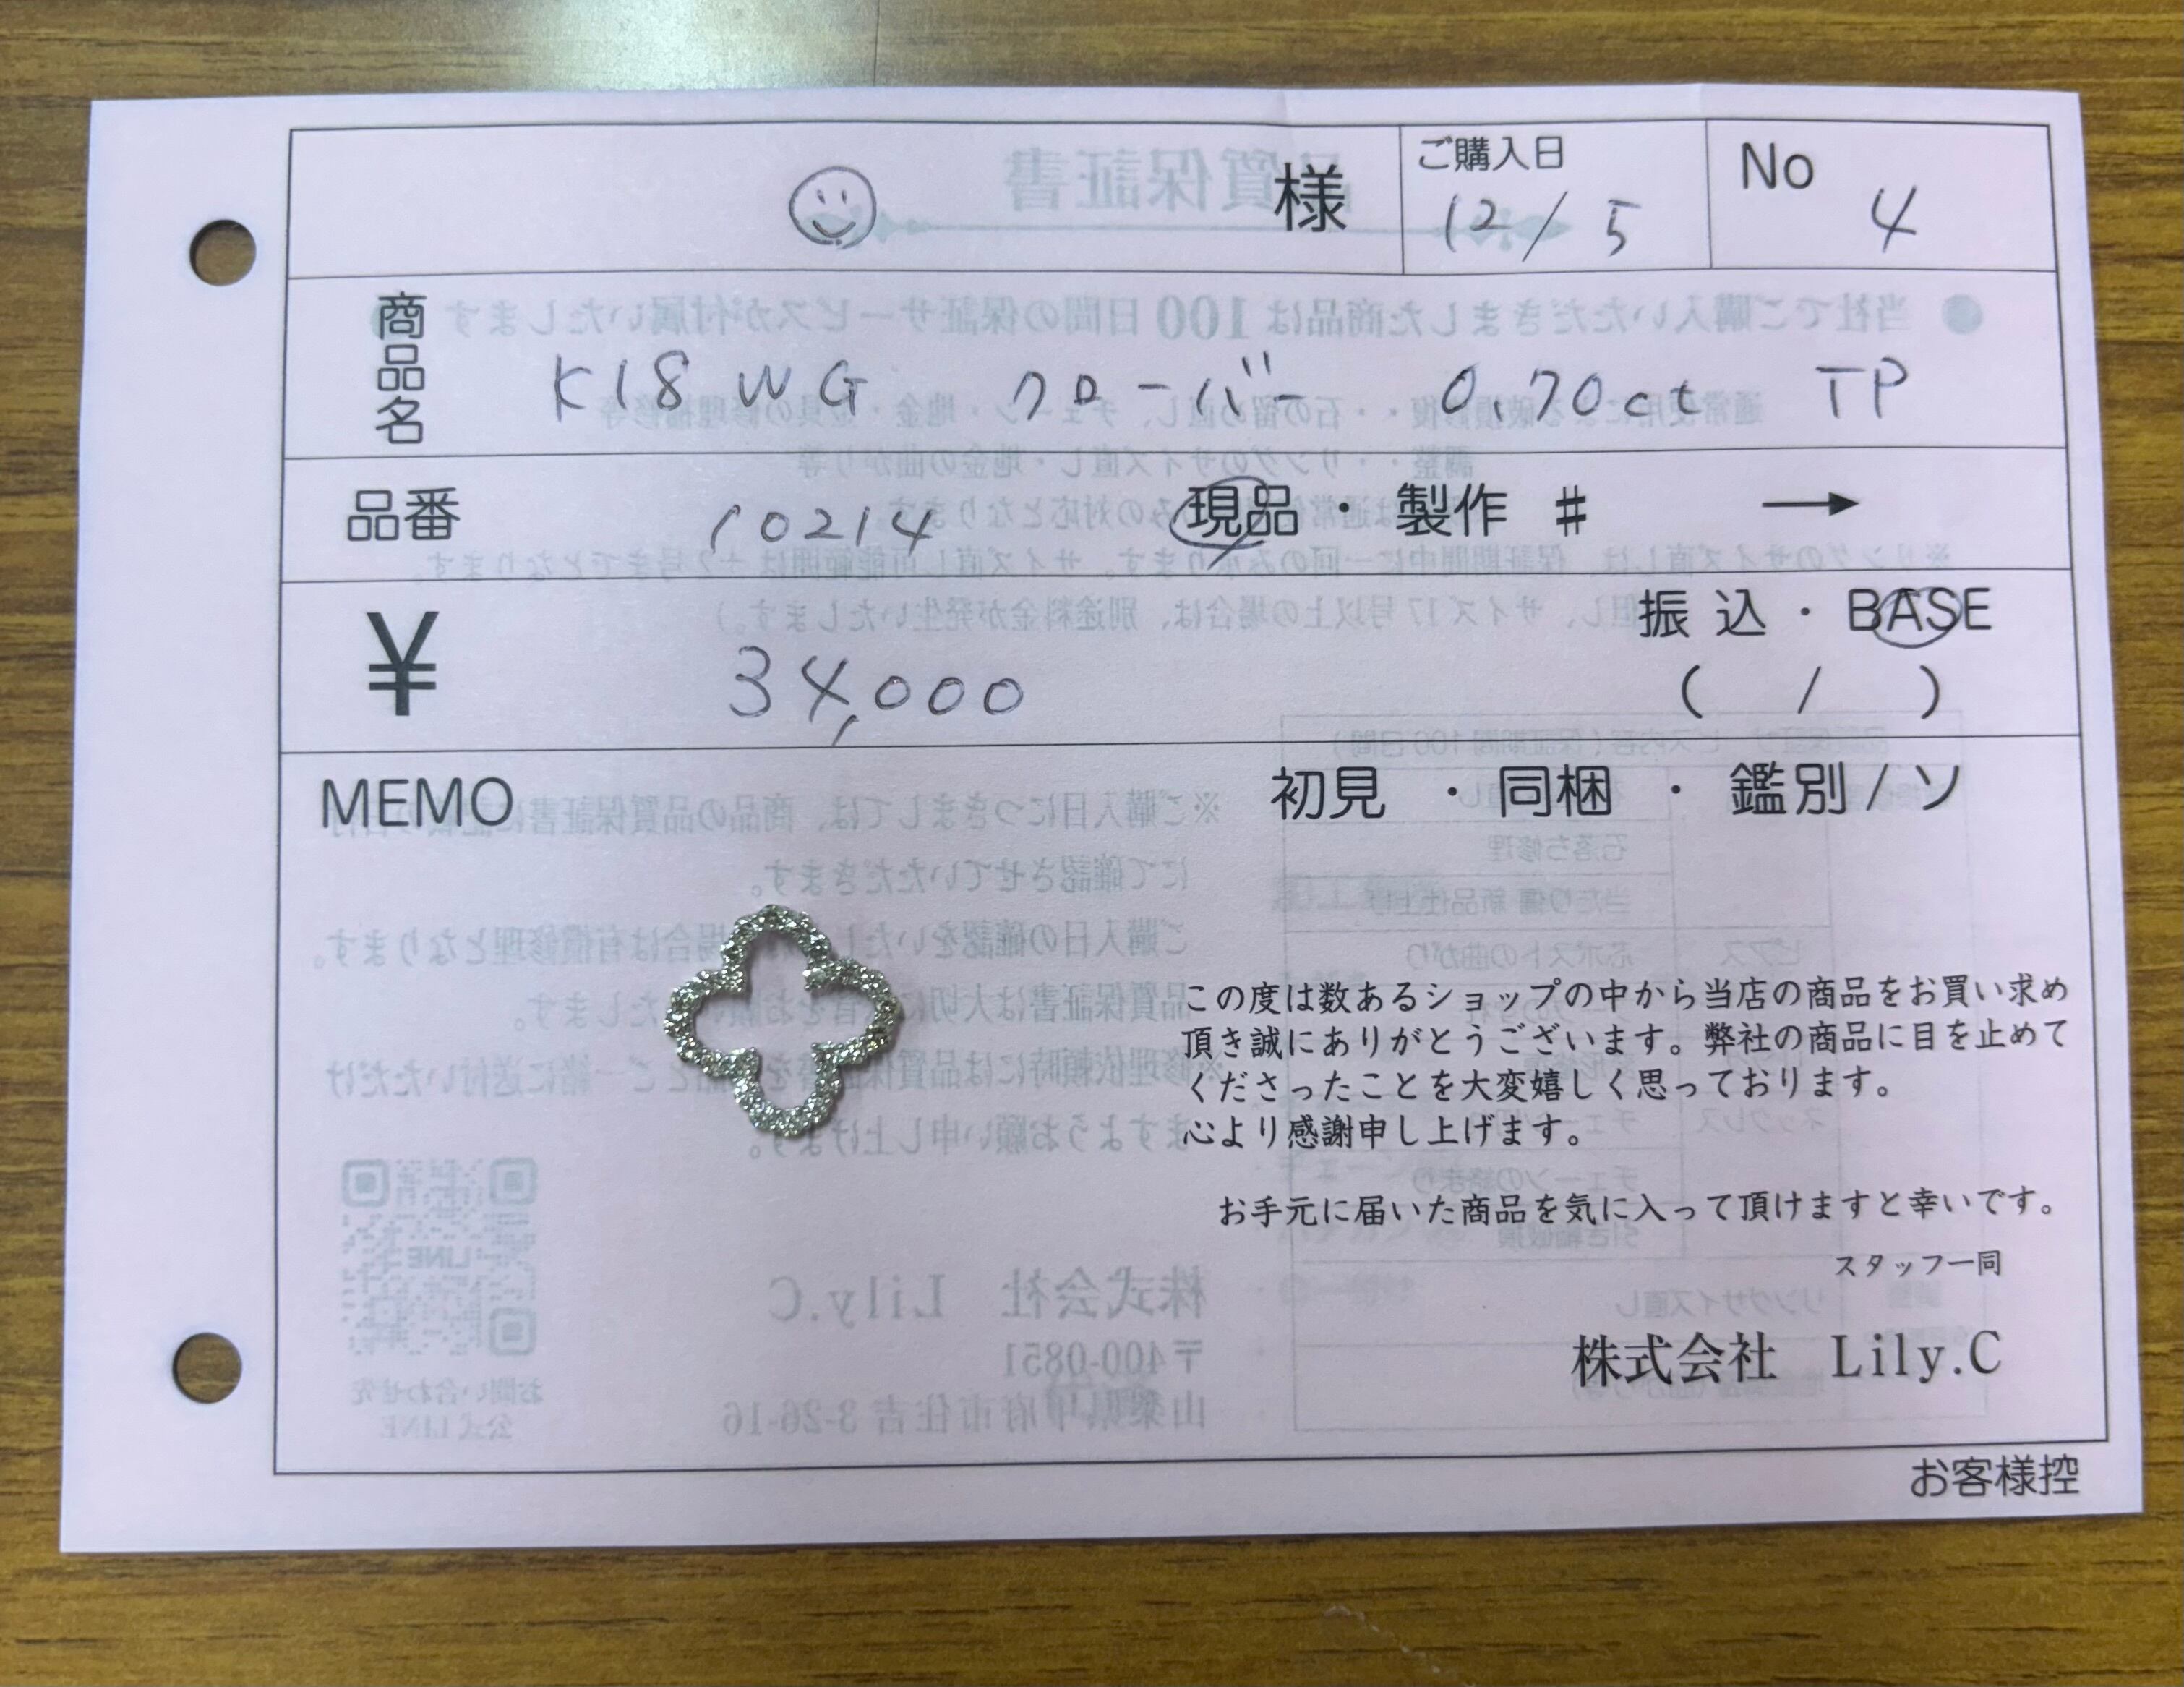 様
ご購入日
12/5
No
4
商品名
K18 WG クローバー 0.70ct TP
品番
10214
現品・製作 # →
¥
34,000
振込・BASE
( / )
MEMO
初見 ・ 同梱 ・ 鑑別/ソ
この度は数あるショップの中から当店の商品をお買い求め
頂き誠にありがとうございます。弊社の商品に目を止めて
くださったことを大変嬉しく思っております。
心より感謝申し上げます。
お手元に届いた商品を気に入って頂けますと幸いです。
スタッフ一同
株式会社 Lily.C
お客様控